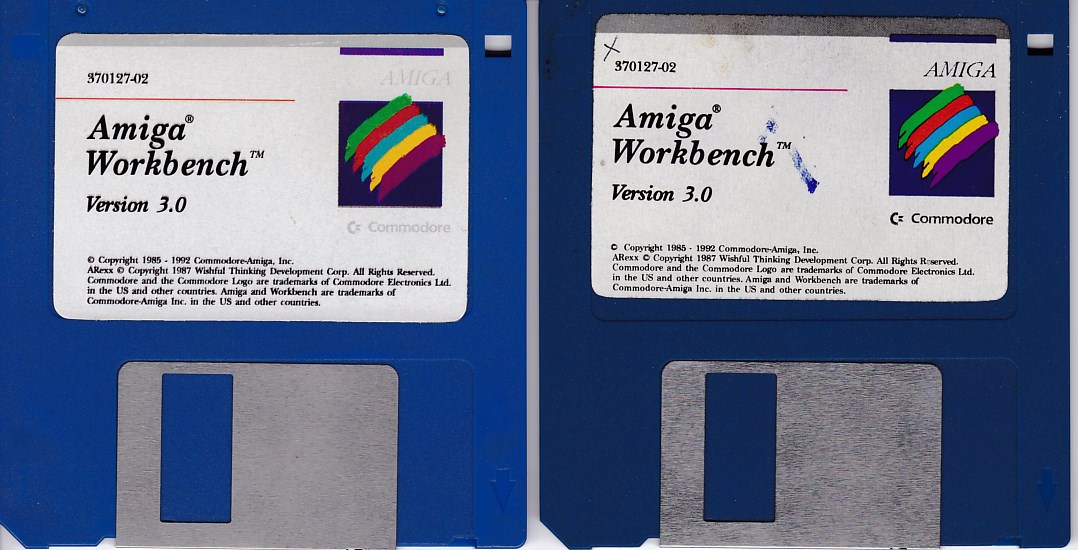 370127-02
AMIGA
Amiga®
Workbench™
Version 3.0
C= Commodore
© Copyright 1985 - 1992 Commodore-Amiga, Inc.
ARexx © Copyright 1987 Wishful Thinking Development Corp. All Rights Reserved.
Commodore and the Commodore Logo are trademarks of Commodore Electronics Ltd.
in the US and other countries. Amiga and Workbench are trademarks of
Commodore-Amiga Inc. in the US and other countries.
X
370127-02
AMIGA
Amiga®
Workbench™
Version 3.0
C= Commodore
© Copyright 1985 - 1992 Commodore-Amiga, Inc.
ARexx © Copyright 1987 Wishful Thinking Development Corp. All Rights Reserved.
Commodore and the Commodore Logo are trademarks of Commodore Electronics Ltd.
in the US and other countries. Amiga and Workbench are trademarks of
Commodore-Amiga Inc. in the US and other countries.